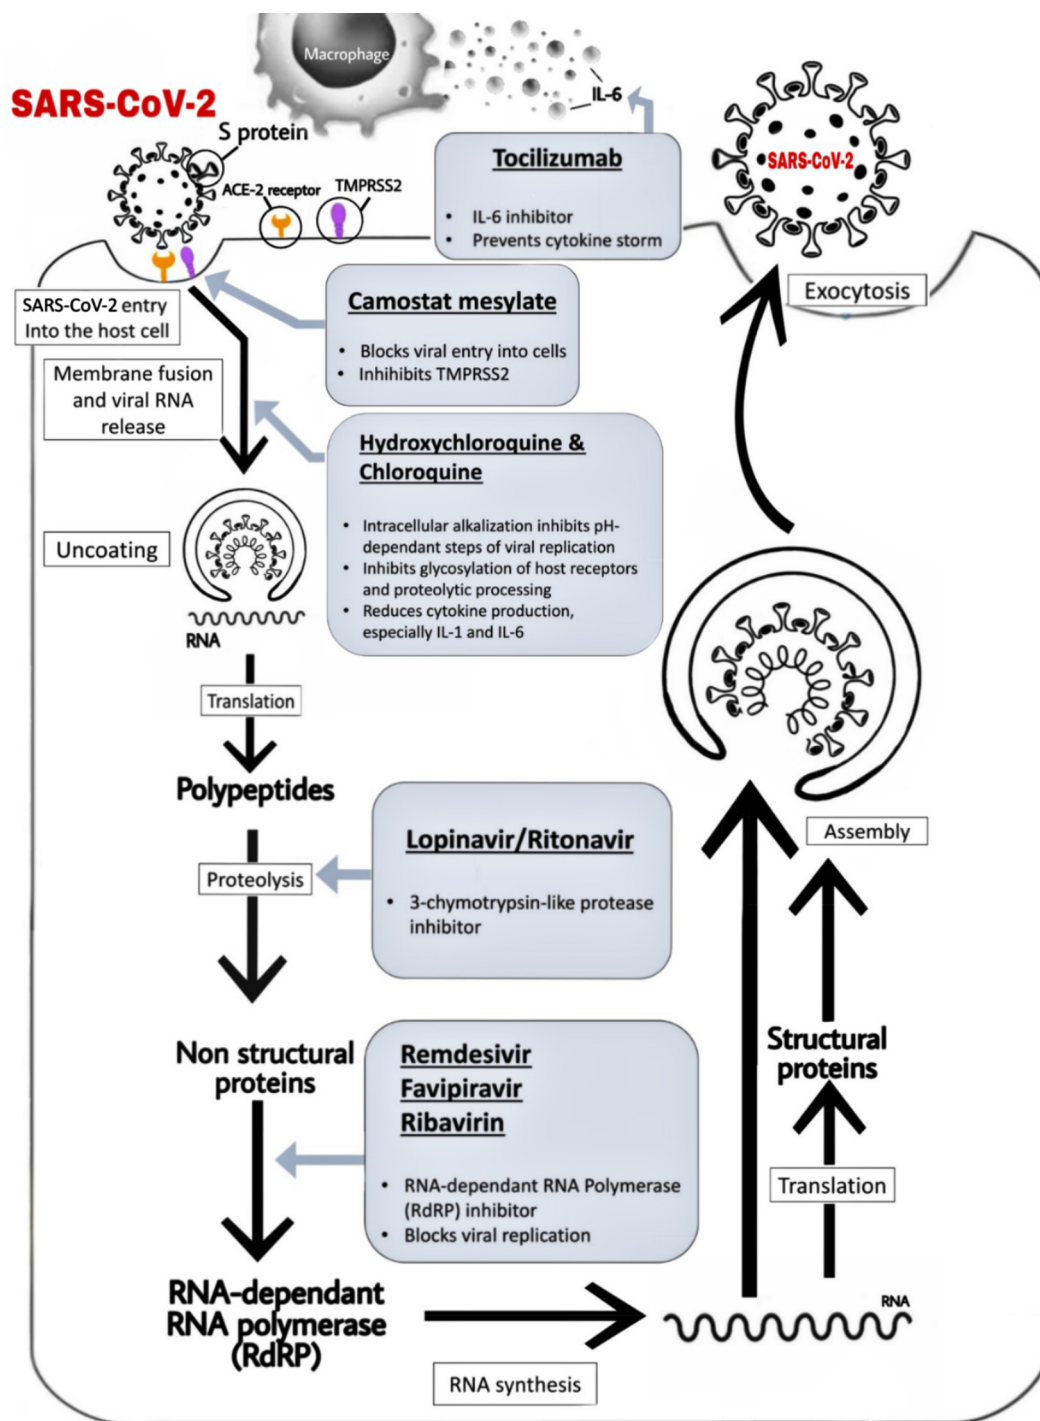 Macrophage
IL-6
SARS-CoV-2
S protein
ACE-2 receptor
TMPRSS2
Tocilizumab
• IL-6 inhibitor
• Prevents cytokine storm
SARS-CoV-2
Exocytosis
SARS-CoV-2 entry
Into the host cell
Camostat mesylate
• Blocks viral entry into cells
• Inhihibits TMPRSS2
Membrane fusion
and viral RNA
release
Hydroxychloroquine &
Chloroquine
• Intracellular alkalization inhibits pH-
dependant steps of viral replication
• Inhibits glycosylation of host receptors
and proteolytic processing
• Reduces cytokine production,
especially IL-1 and IL-6
Uncoating
RNA
Translation
Polypeptides
Proteolysis
Lopinavir/Ritonavir
• 3-chymotrypsin-like protease
inhibitor
Assembly
Non structural
proteins
Remdesivir
Favipiravir
Ribavirin
• RNA-dependant RNA Polymerase
(RdRP) inhibitor
• Blocks viral replication
Structural
proteins
Translation
RNA-dependant
RNA polymerase
(RdRP)
RNA synthesis
RNA